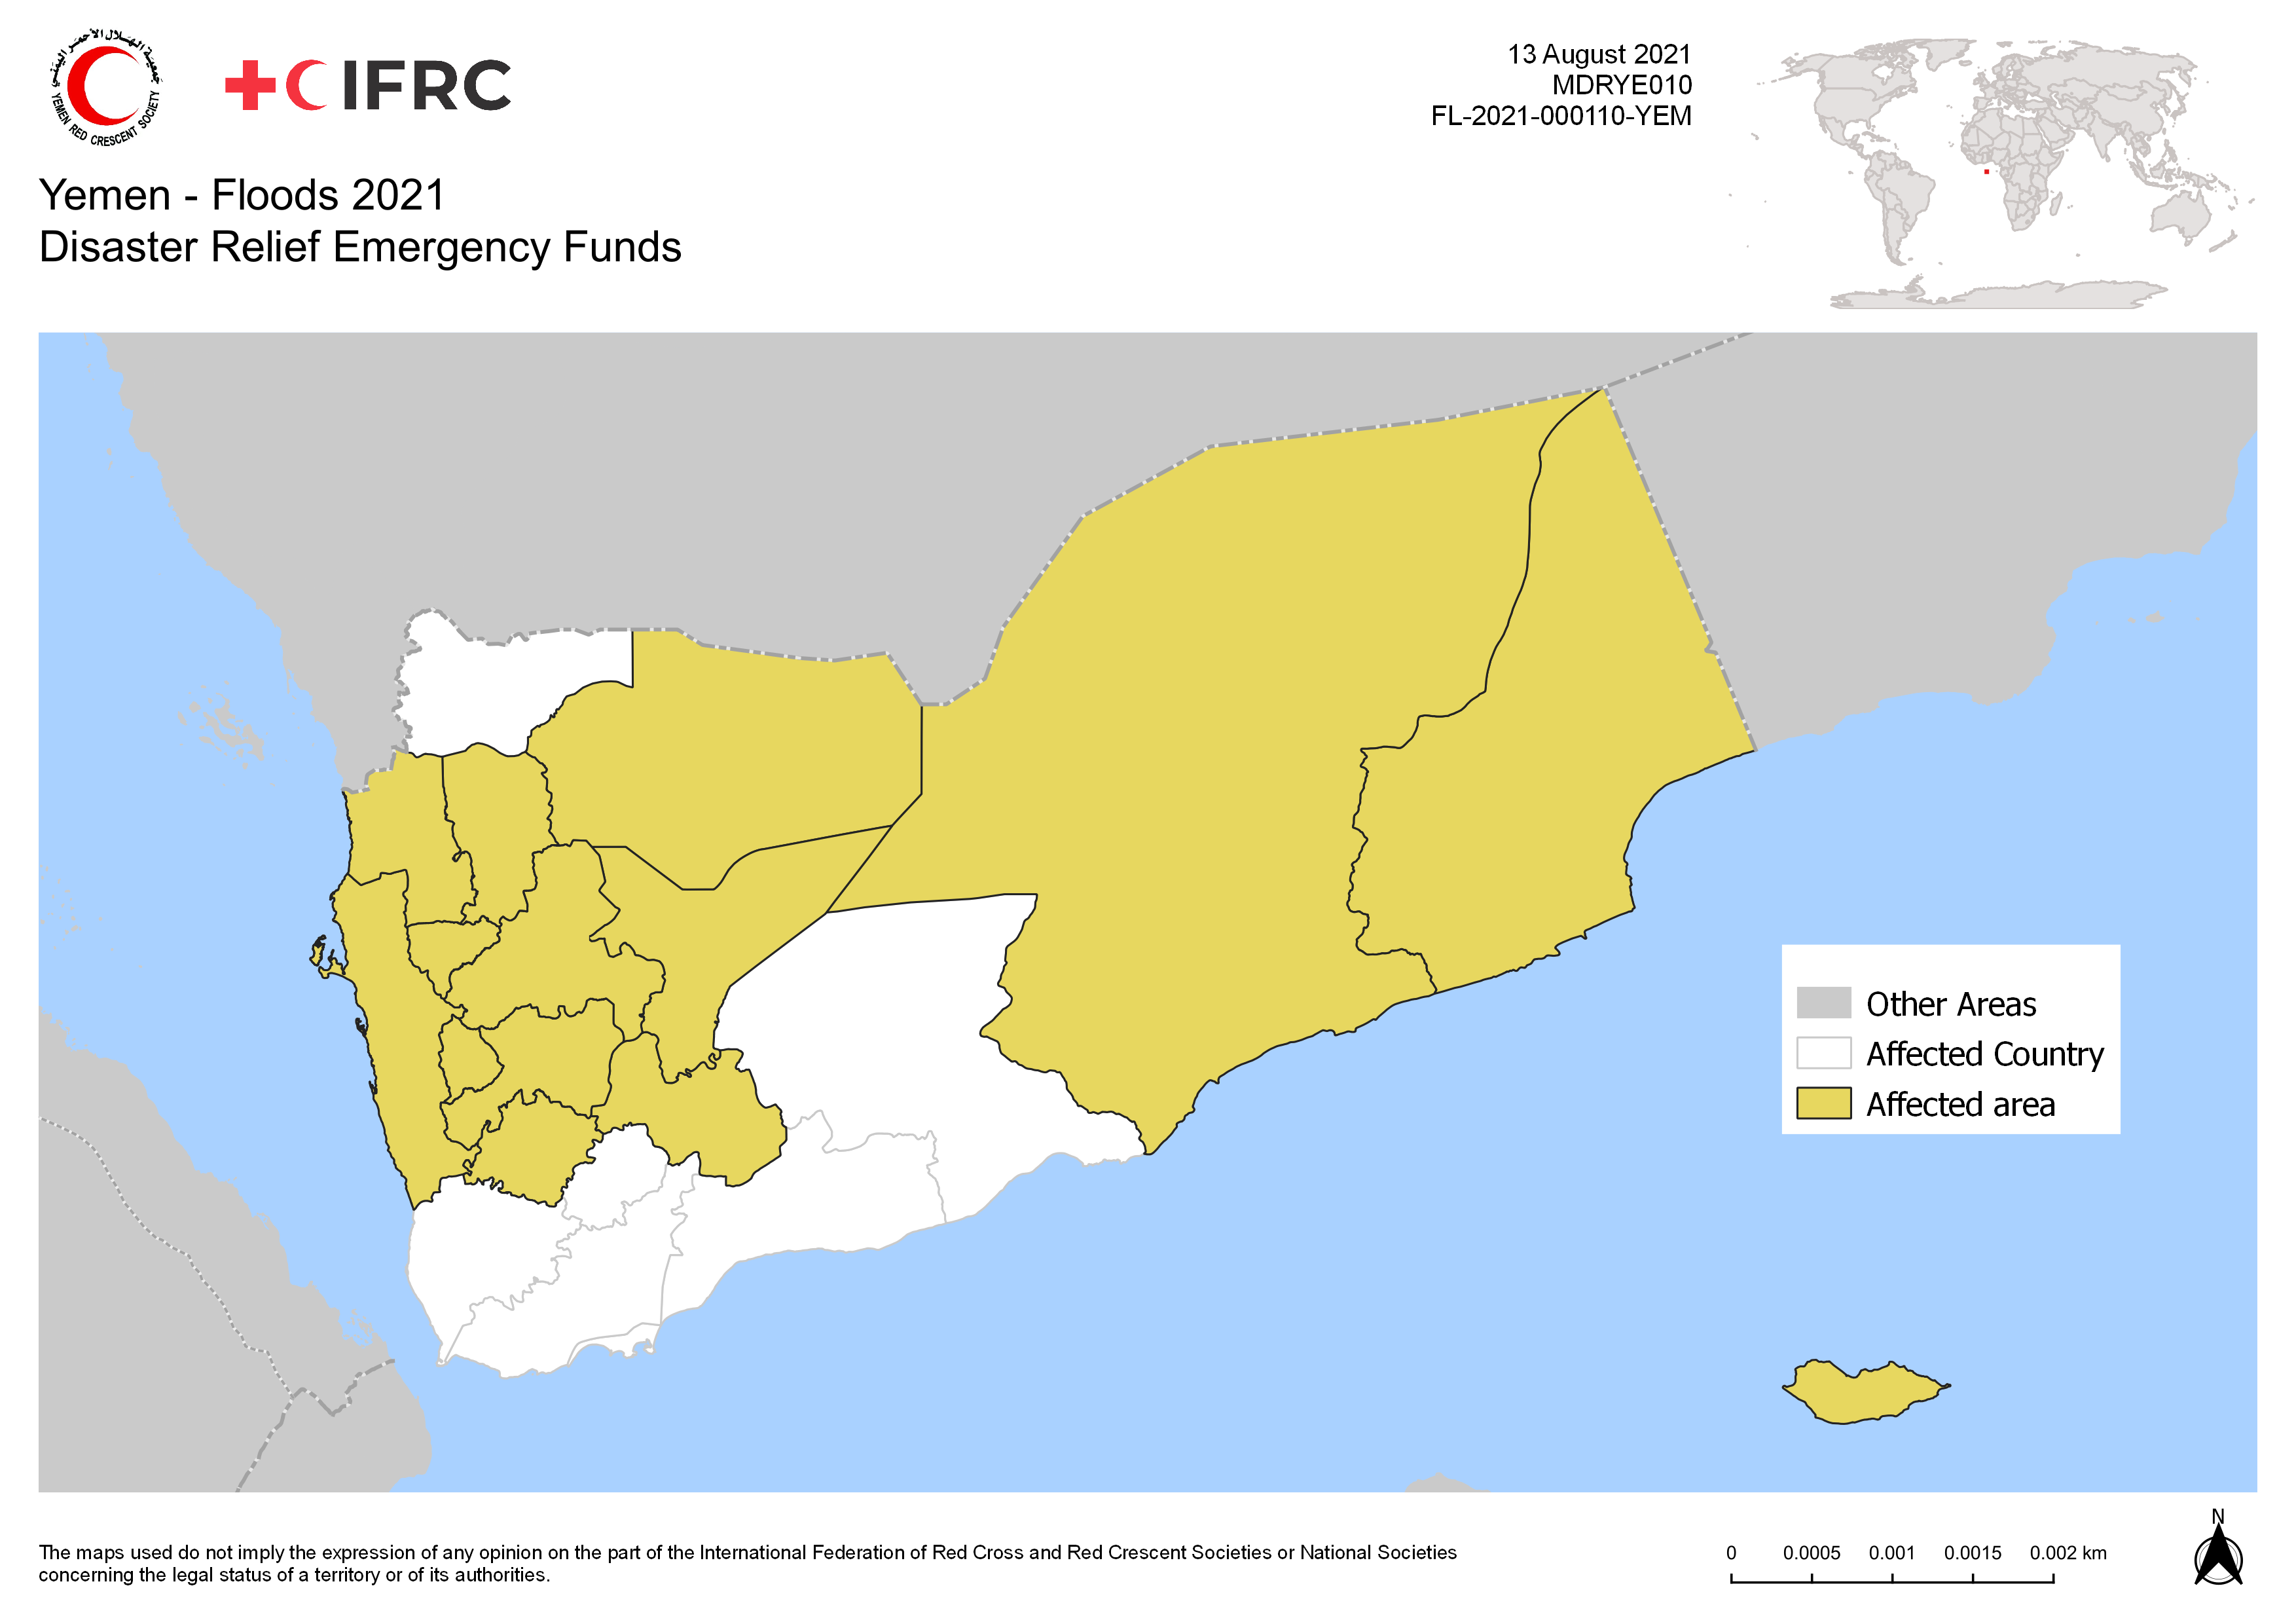 جمعية الهلال الأحمر اليمني
YEMEN RED CRESCENT SOCIETY
IFRC
13 August 2021
MDRYE010
FL-2021-000110-YEM
Yemen - Floods 2021
Disaster Relief Emergency Funds
Other Areas
Affected Country
Affected area
The maps used do not imply the expression of any opinion on the part of the International Federation of Red Cross and Red Crescent Societies or National Societies
concerning the legal status of a territory or of its authorities.
0 0.0005 0.001 0.0015 0.002 km
N